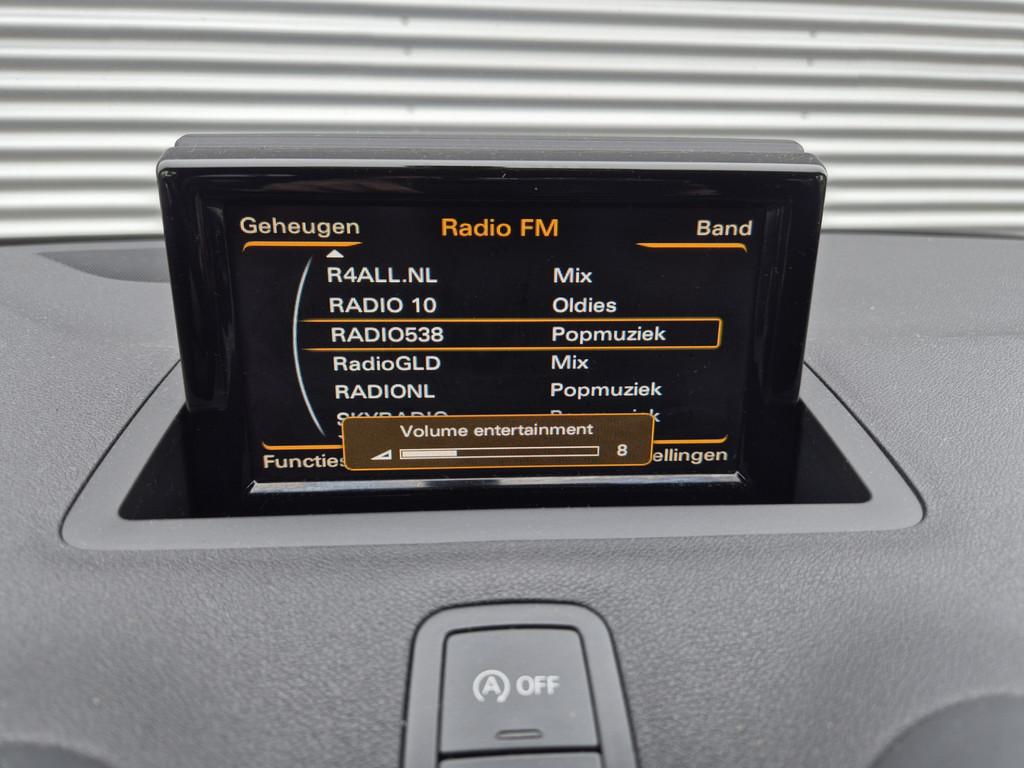 Geheugen Radio FM Band
R4ALL.NL Mix
RADIO 10 Oldies
RADIO538 Popmuziek
RadioGLD Mix
RADIONL Popmuziek
SKYRADIO
Volume entertainment
8
Functies ellingen
A OFF